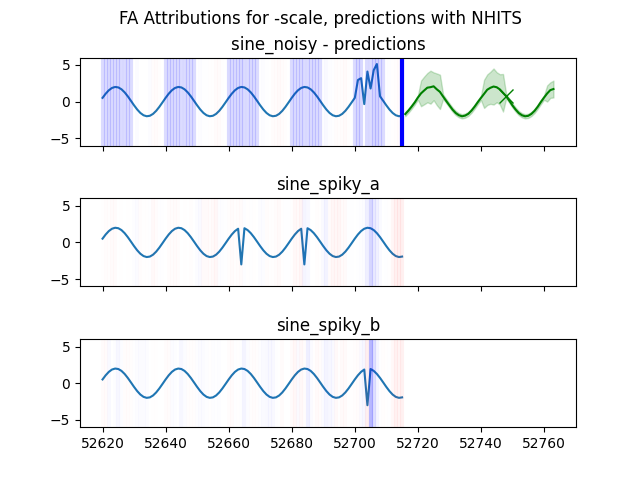 FA Attributions for -scale, predictions with NHITS
sine_noisy - predictions
5
0
−5
sine_spiky_a
5
0
−5
sine_spiky_b
5
0
−5
52620 52640 52660 52680 52700 52720 52740 52760